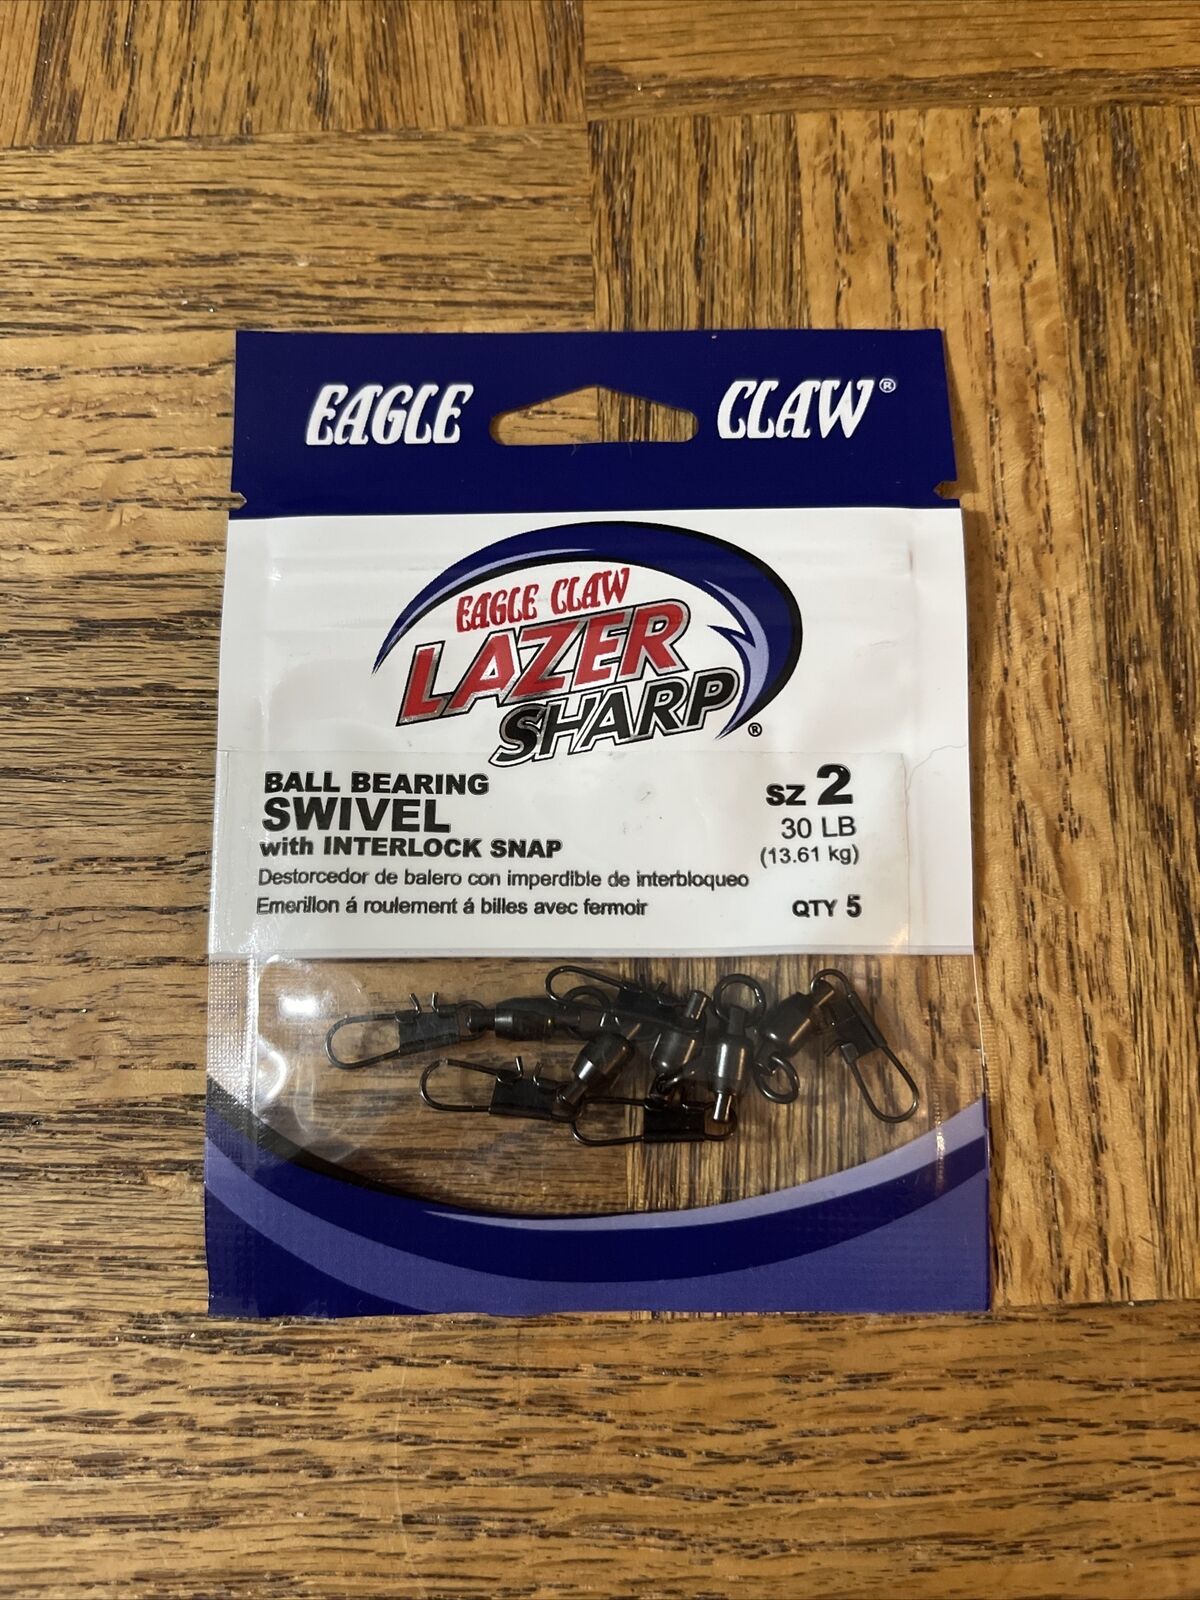 EAGLE CLAW®
EAGLE CLAW
LAZER
SHARP®
BALL BEARING
SWIVEL
with INTERLOCK SNAP
Destorcedor de balero con imperdible de interbloqueo
Emerillon á roulement á billes avec fermoir
SZ 2
30 LB
(13.61 kg)
QTY 5